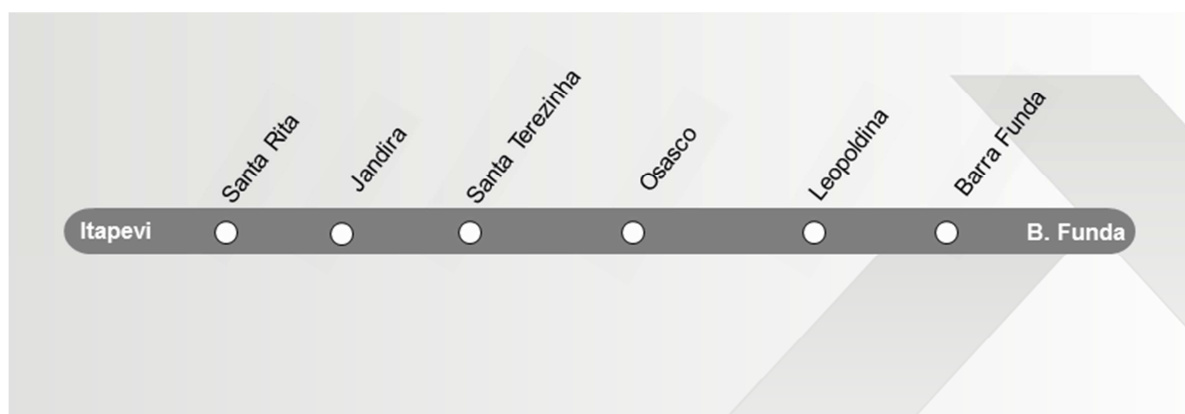 Santa Rita
Jandira
Santa Terezinha
Osasco
Leopoldina
Barra Funda
Itapevi
B. Funda